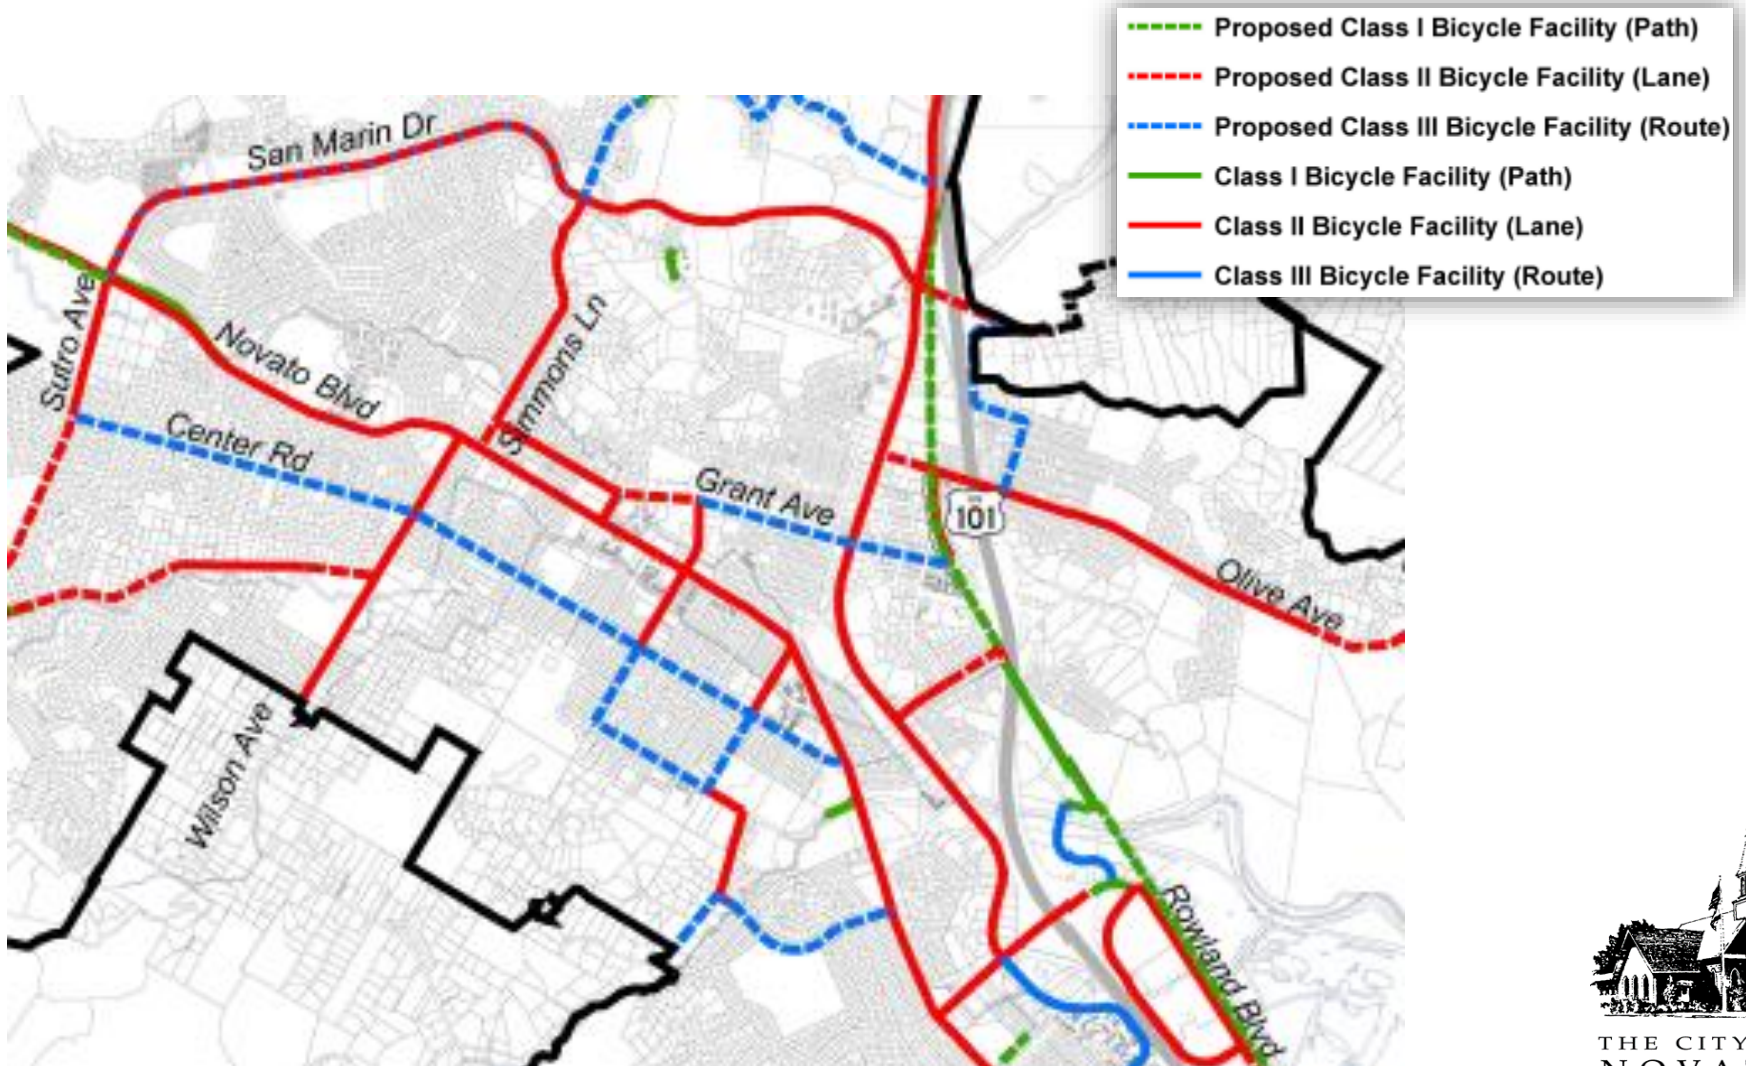 Proposed Class I Bicycle Facility (Path)
Proposed Class II Bicycle Facility (Lane)
Proposed Class III Bicycle Facility (Route)
Class I Bicycle Facility (Path)
Class II Bicycle Facility (Lane)
Class III Bicycle Facility (Route)
San Marin Dr
Sutro Ave
Novato Blvd
Simmons Ln
Center Rd
Grant Ave
101
Olive Ave
Wilson Ave
Rowland Blvd
THE CITY